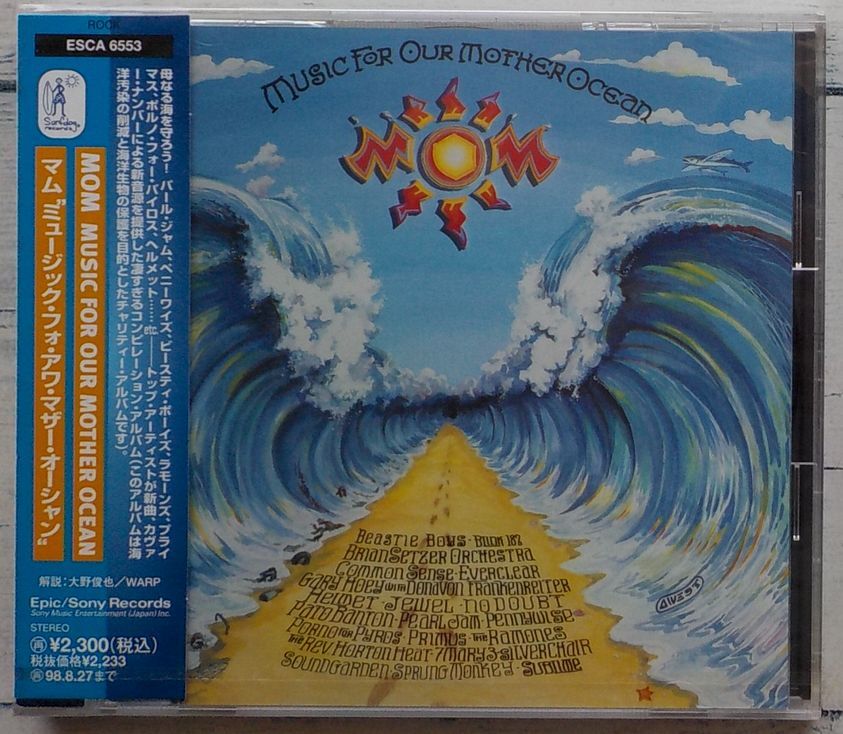 ROCK
ESCA 6553
Surfdog
records
母なる海を守ろう! パール・ジャム、ペニーワイズ、ビースティ・ボーイズ、ラモーンズ、プライ
マス、ポルノ・フォー・パイロス、ヘルメット……etc.——トップ・アーティストが新曲、カヴァ
ー・ナンバーによる新音源を提供した凄すぎるコンピレーション・アルバム(このアルバムは海
洋汚染の削減と海洋生物の保護を目的としたチャリティー・アルバムです)。
MOM MUSIC FOR OUR MOTHER OCEAN
マム“ミュージック・フォ・アワ・マザー・オーシャン”
解説:大野俊也/WARP
Epic/Sony Records
Sony Music Entertainment (Japan) Inc.
STEREO
再¥2,300(税込)
税抜価格¥2,233
再98.8.27まで
MUSIC FOR OUR MOTHER OCEAN
MOM
BEASTIE BOYS · BLINK 182
BRIAN SETZER ORCHESTRA
COMMON SENSE · EVERCLEAR
GARY HOEY WITH DONAVON FRANKENREITER
HELMET · JEWEL · NO DOUBT
PATO BANTON · PEARL JAM · PENNYWISE
PORNO FOR PYROS · PRIMUS · THE RAMONES
THE REV. HORTON HEAT · 7 MARY 3 · SILVERCHAIR
SOUNDGARDEN · SPRUNG MONKEY · SUBLIME